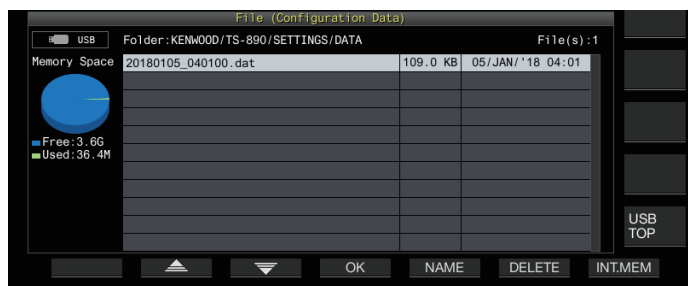 File (Configuration Data)
USB Folder:KENWOOD/TS-890/SETTINGS/DATA File(s):1
Memory Space 20180105_040100.dat 109.0 KB 05/JAN/'18 04:01
Free:3.6G
Used:36.4M
USB
TOP
OK NAME DELETE INT.MEM